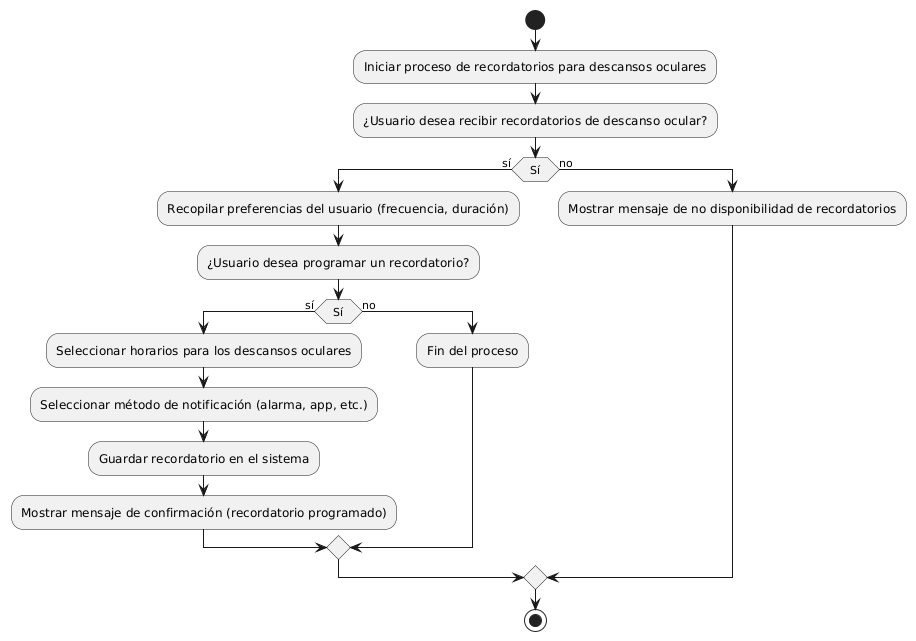 Iniciar proceso de recordatorios para descansos oculares
¿Usuario desea recibir recordatorios de descanso ocular?
sí
Sí
no
Recopilar preferencias del usuario (frecuencia, duración)
Mostrar mensaje de no disponibilidad de recordatorios
¿Usuario desea programar un recordatorio?
sí
Sí
no
Seleccionar horarios para los descansos oculares
Fin del proceso
Seleccionar método de notificación (alarma, app, etc.)
Guardar recordatorio en el sistema
Mostrar mensaje de confirmación (recordatorio programado)